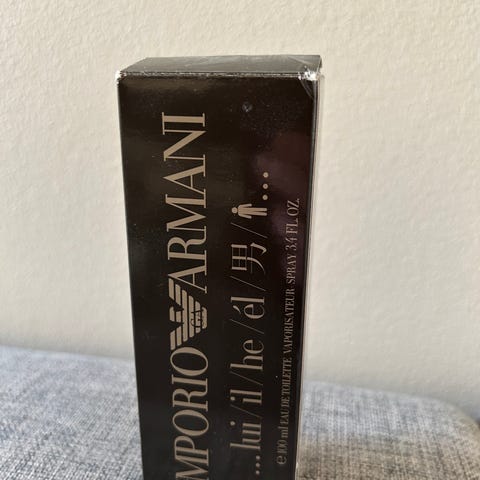 MPORIO ARMANI
...lui/il/he/él/男/...
℮100 ml EAU DE TOILETTE VAPORISATEUR SPRAY 3.4 FL. OZ.